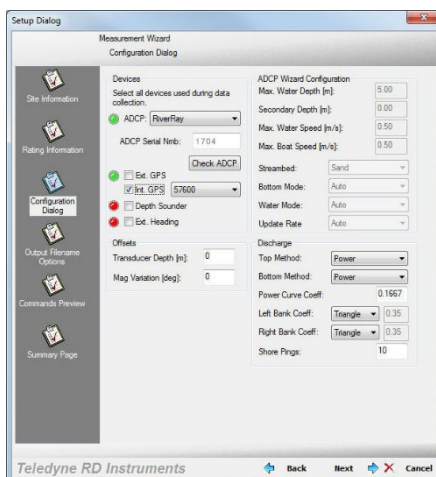 Setup Dialog
Measurement Wizard
Configuration Dialog
Site Information
Rating Information
Configuration
Dialog
Output Filename
Options
Commands Preview
Summary Page
Devices
Select all devices used during data
collection.
ADCP: RiverRay
ADCP Serial Nmb: 1704
Check ADCP
Ext. GPS
Int. GPS 57600
Depth Sounder
Ext. Heading
Offsets
Transducer Depth [m]: 0
Mag Variation [deg]: 0
ADCP Wizard Configuration
Max. Water Depth [m]: 5.00
Secondary Depth [m]: 0.00
Max. Water Speed [m/s]: 0.50
Max. Boat Speed [m/s]: 0.50
Streambed: Sand
Bottom Mode: Auto
Water Mode: Auto
Update Rate Auto
Discharge
Top Method: Power
Bottom Method: Power
Power Curve Coeff: 0.1667
Left Bank Coeff: Triangle 0.35
Right Bank Coeff: Triangle 0.35
Shore Pings: 10
Teledyne RD Instruments
Back Next Cancel